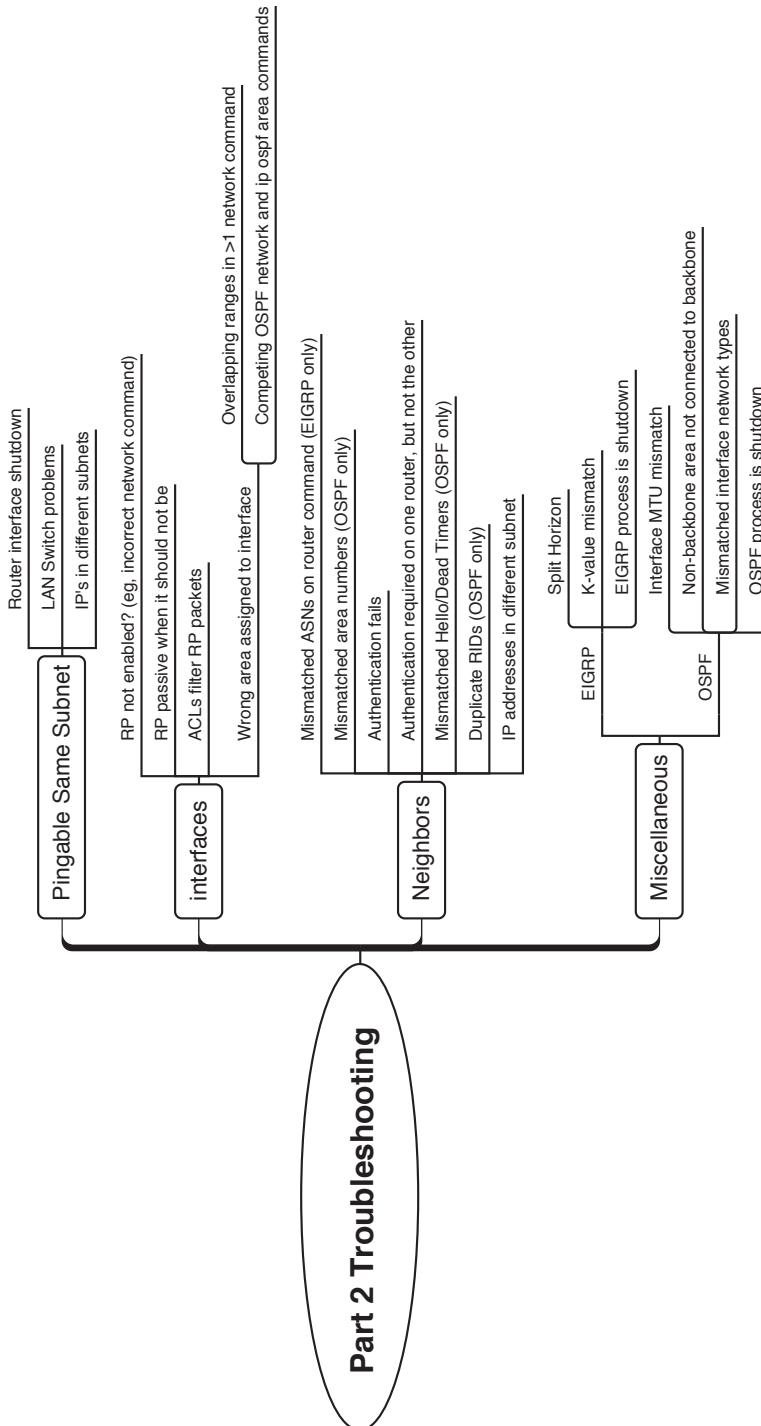 Part 2 Troubleshooting
Pingable Same Subnet
Router interface shutdown
LAN Switch problems
IP's in different subnets
interfaces
RP not enabled? (eg, incorrect network command)
RP passive when it should not be
ACLs filter RP packets
Wrong area assigned to interface
Overlapping ranges in >1 network command
Competing OSPF network and ip ospf area commands
Neighbors
Mismatched ASNs on router command (EIGRP only)
Mismatched area numbers (OSPF only)
Authentication fails
Authentication required on one router, but not the other
Mismatched Hello/Dead Timers (OSPF only)
Duplicate RIDs (OSPF only)
IP addresses in different subnet
Miscellaneous
EIGRP
Split Horizon
K-value mismatch
EIGRP process is shutdown
OSPF
Interface MTU mismatch
Non-backbone area not connected to backbone
Mismatched interface network types
OSPF process is shutdown